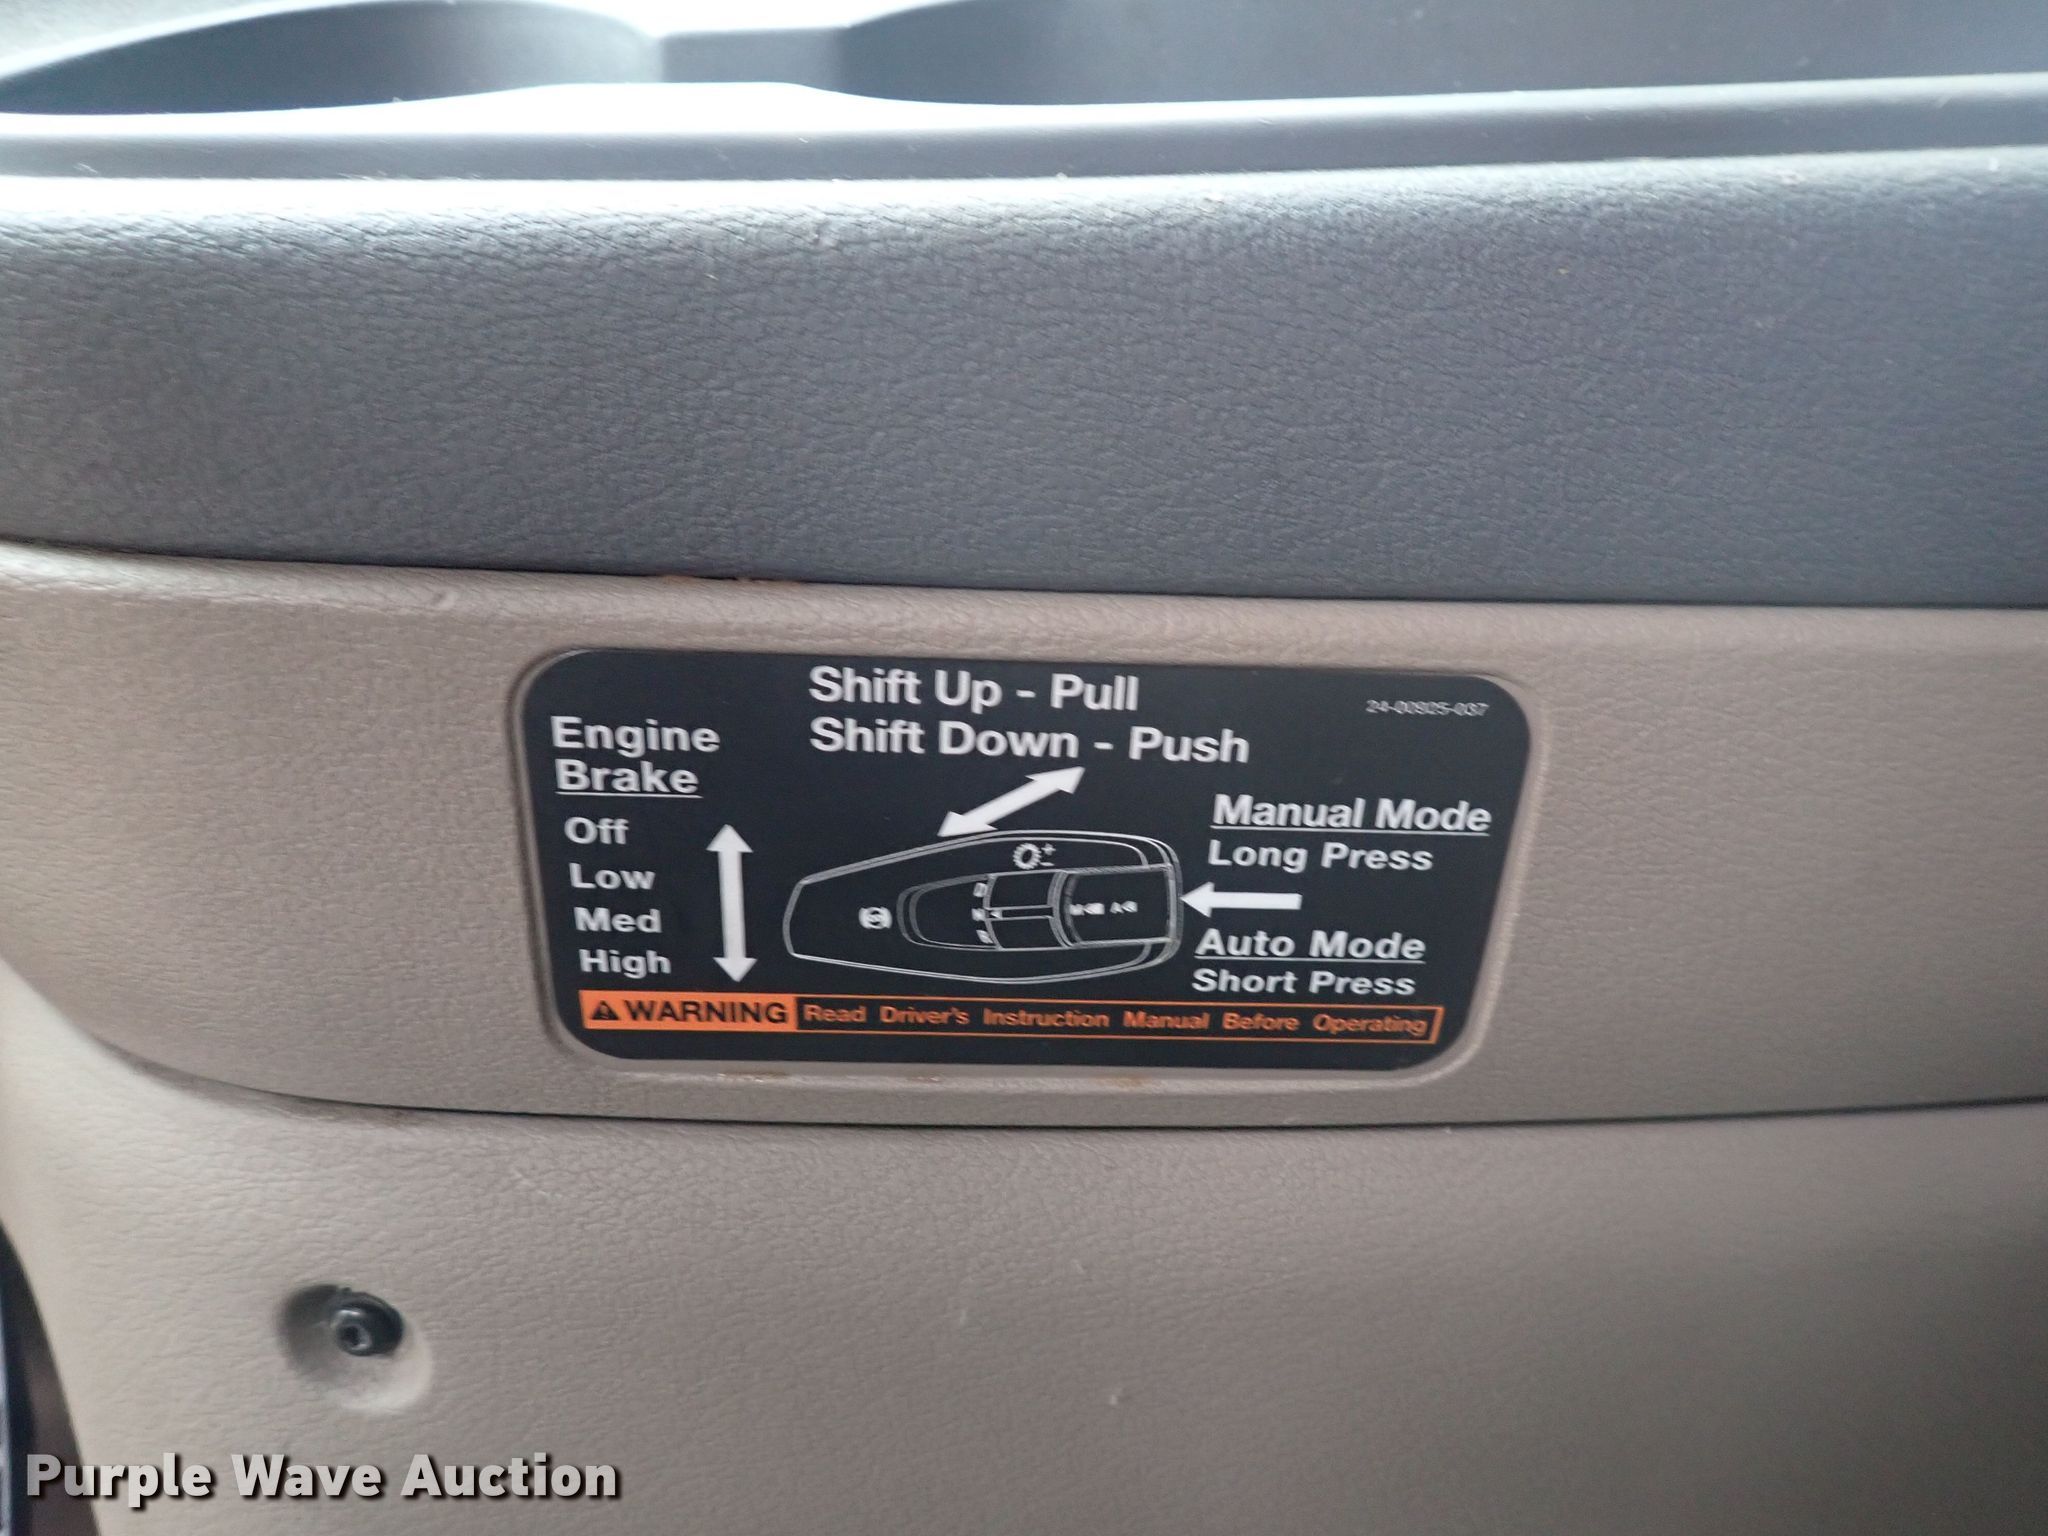 Shift Up - Pull
Shift Down - Push
24-00925-037
Engine
Brake
Off
Low
Med
High
Manual Mode
Long Press
Auto Mode
Short Press
WARNING Read Driver's Instruction Manual Before Operating
Purple Wave Auction